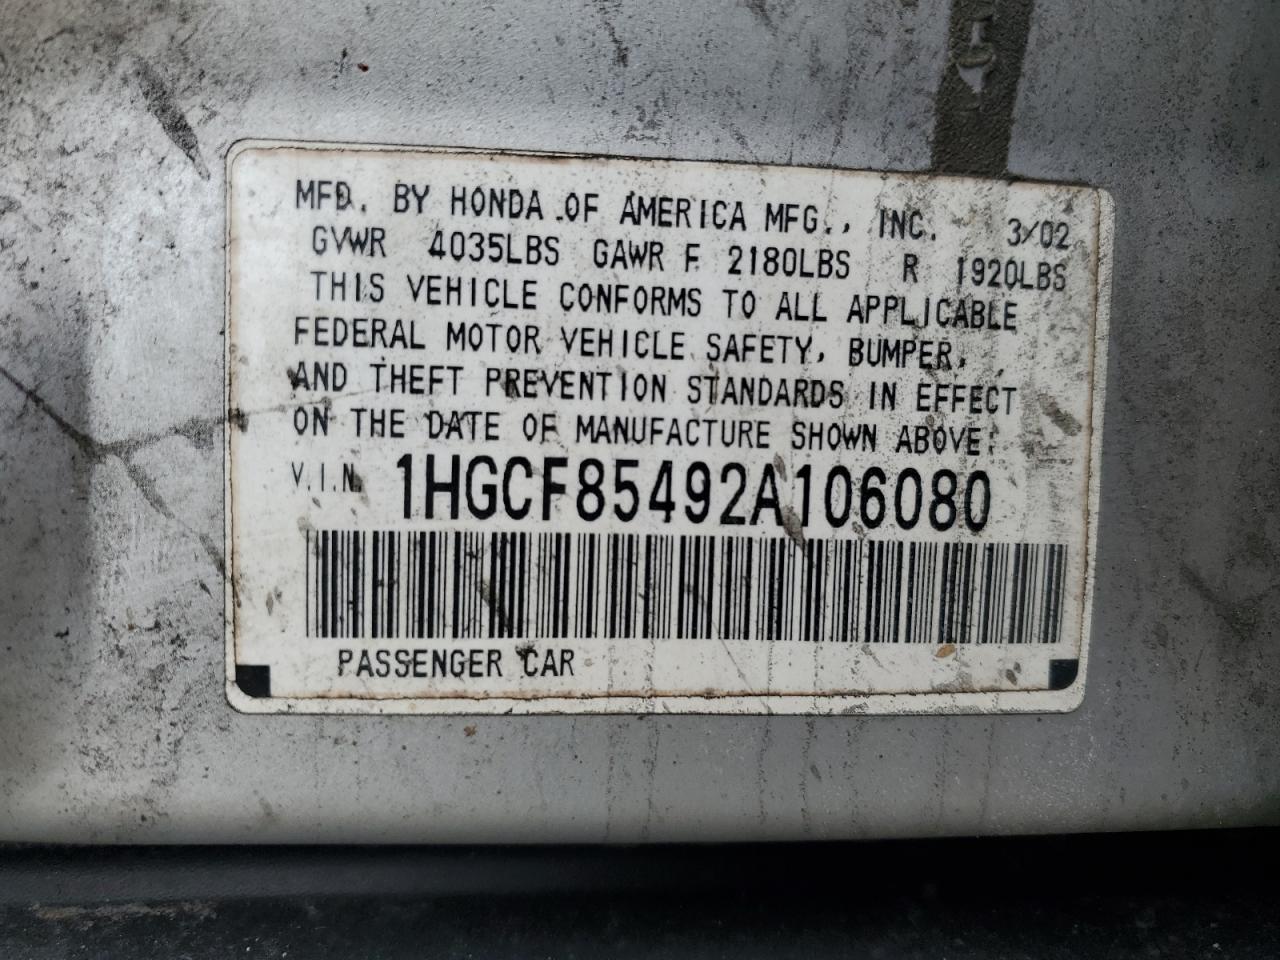 MFD. BY HONDA OF AMERICA MFG., INC. 3/02
GVWR 4035LBS GAWR F 2180LBS R 1920LBS
THIS VEHICLE CONFORMS TO ALL APPLICABLE
FEDERAL MOTOR VEHICLE SAFETY, BUMPER,
AND THEFT PREVENTION STANDARDS IN EFFECT
ON THE DATE OF MANUFACTURE SHOWN ABOVE.
V.I.N. 1HGCF85492A106080
PASSENGER CAR